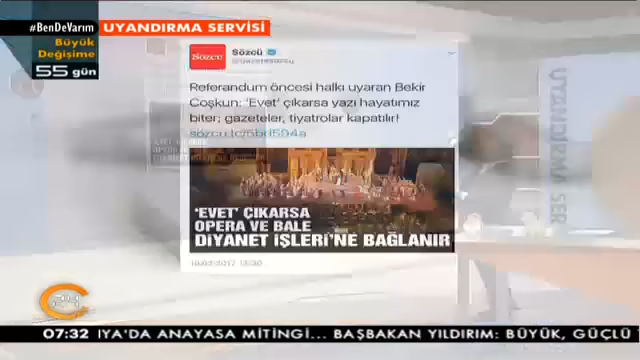 #BenDeVarım
UYANDIRMA SERVİSİ
Büyük
Değişime
55 gün
SÖZCÜ
Sözcü
Referandum öncesi halkı uyaran Bekir
Coşkun: 'Evet' çıkarsa yazı hayatımız
biter; gazeteler, tiyatrolar kapatılır!
'EVET' ÇIKARSA
OPERA VE BALE
DİYANET İŞLERİ'NE BAĞLANIR
24
07:32 IYA'DA ANAYASA MİTİNGİ... BAŞBAKAN YILDIRIM: BÜYÜK, GÜÇLÜ